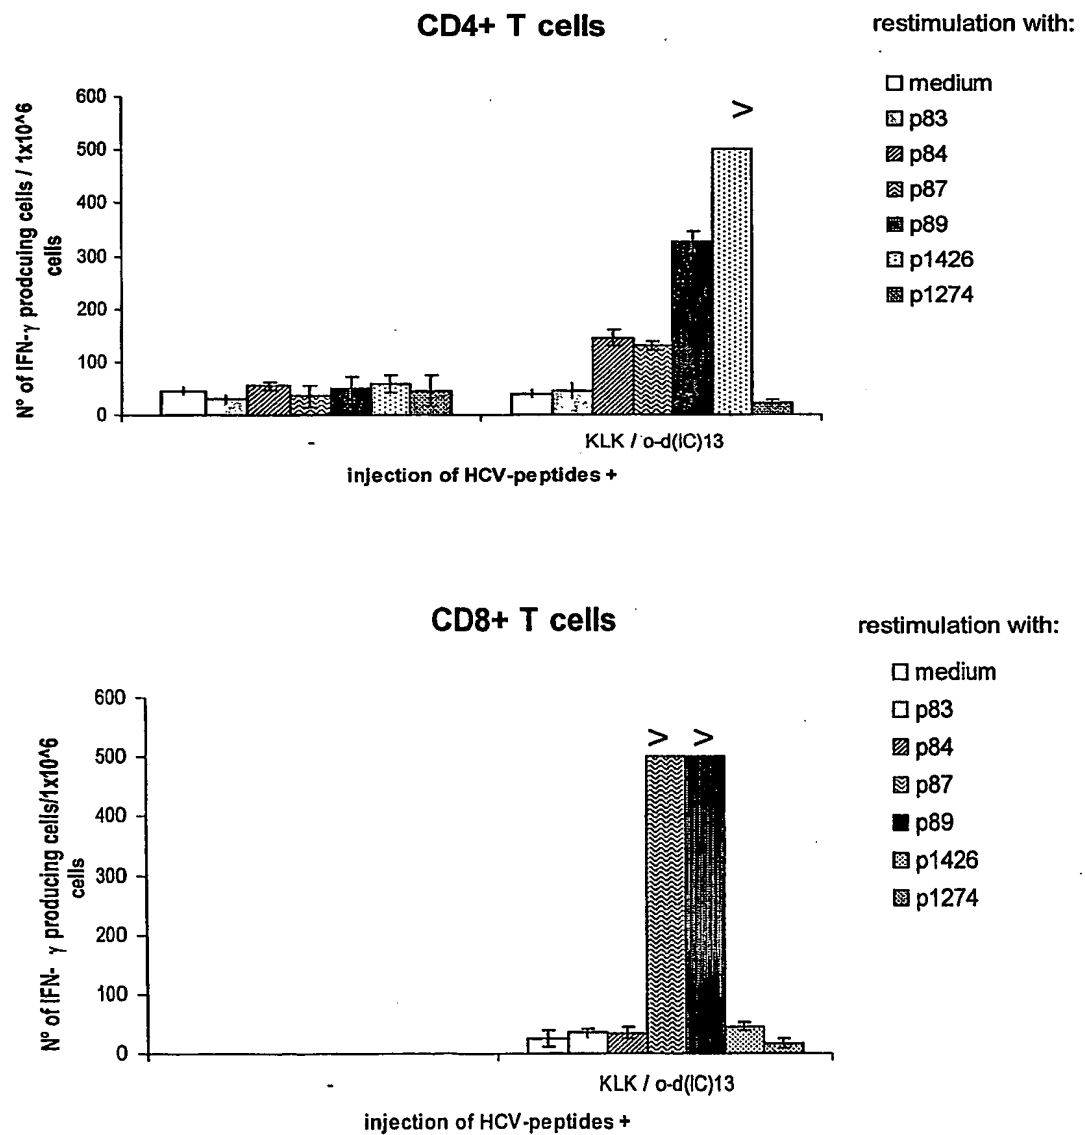 CD4+ T cells
restimulation with:
medium
p83
p84
p87
p89
p1426
p1274
N° of IFN-γ prodcuing cells / 1x10^6
cells
600
500
400
300
200
100
0
>
-
KLK / o-d(IC)13
injection of HCV-peptides +
CD8+ T cells
restimulation with:
medium
p83
p84
p87
p89
p1426
p1274
N° of IFN- γ producing cells/1x10^6
cells
600
500
400
300
200
100
0
> >
-
KLK / o-d(IC)13
injection of HCV-peptides +